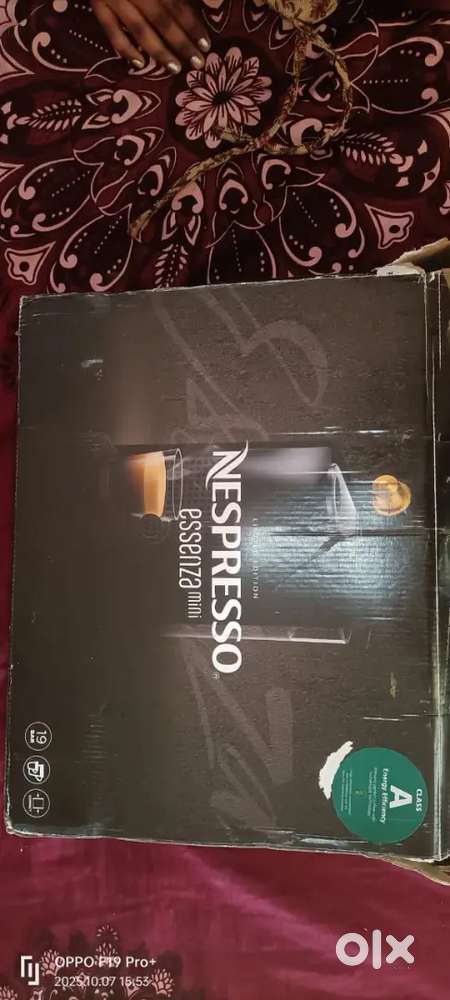 LIMITED EDITION
NESPRESSO®
essenza mini
19
BAR
CLASS
A
Energy Efficiency
olx
OPPO F19 Pro+
2025.10.07 15:53